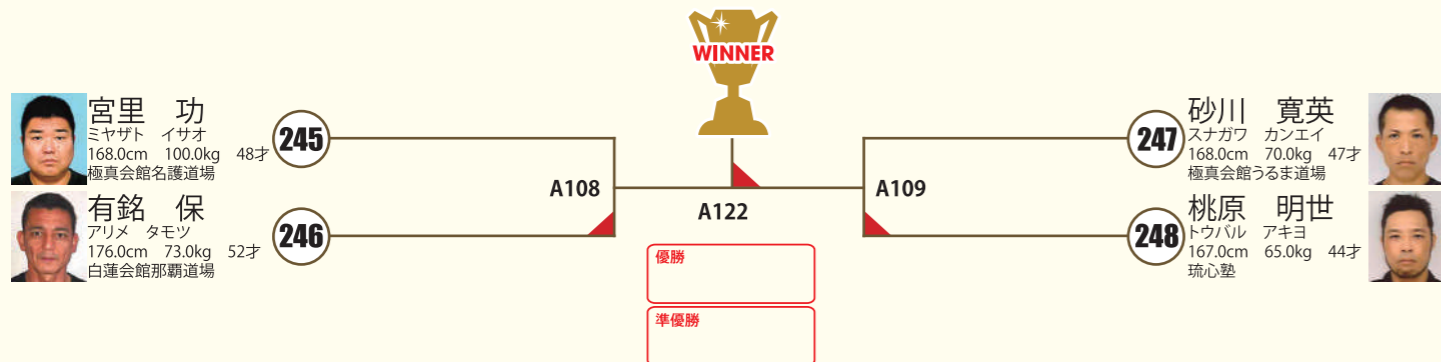 WINNER
宮里　功
ミヤザト　イサオ
168.0cm　100.0kg　48才
極真会館名護道場
245
有銘　保
アリメ　タモツ
176.0cm　73.0kg　52才
白蓮会館那覇道場
246
A108
A122
A109
247
砂川　寛英
スナガワ　カンエイ
168.0cm　70.0kg　47才
極真会館うるま道場
248
桃原　明世
トウバル　アキヨ
167.0cm　65.0kg　44才
琉心塾
優勝
準優勝